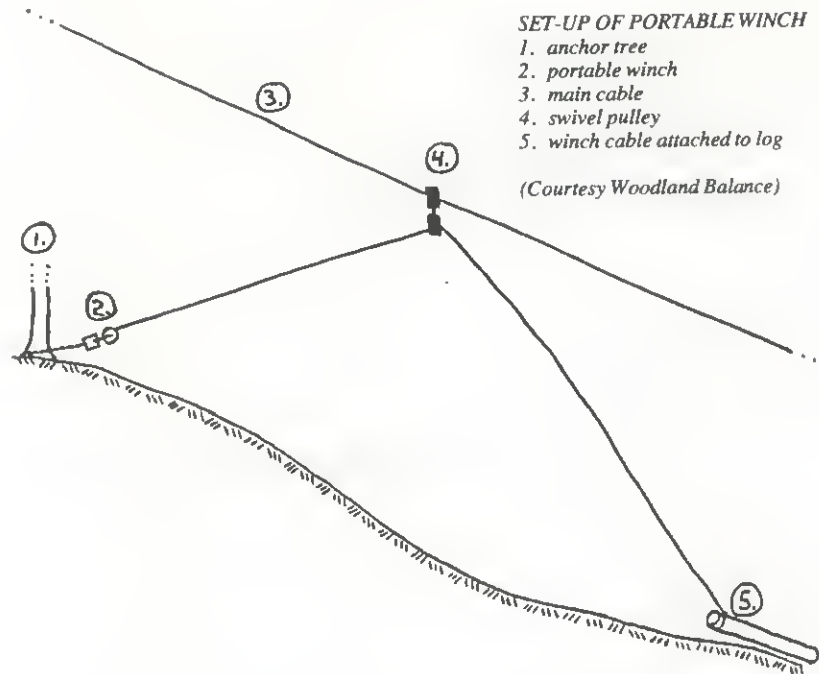 SET-UP OF PORTABLE WINCH
1. anchor tree
2. portable winch
3. main cable
4. swivel pulley
5. winch cable attached to log
(Courtesy Woodland Balance)
3.
4.
1.
2.
5.